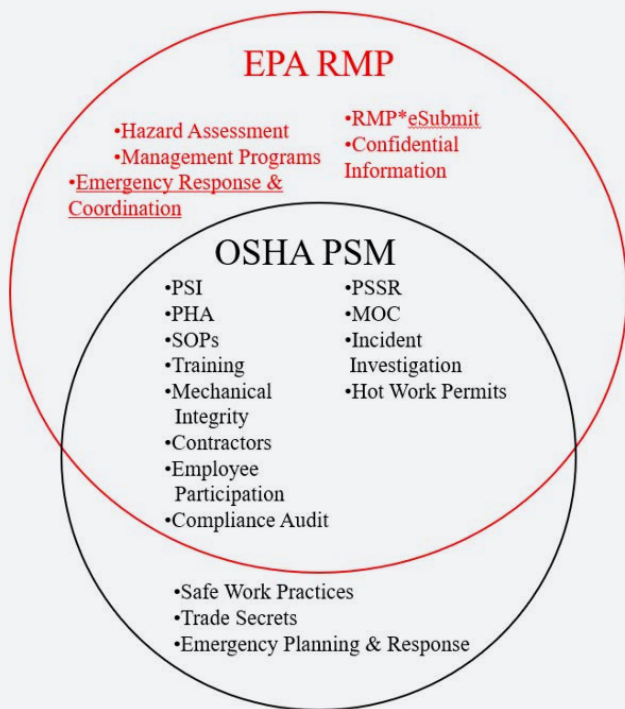 EPA RMP
•Hazard Assessment
•Management Programs
•Emergency Response &
Coordination
•RMP*eSubmit
•Confidential
Information
OSHA PSM
•PSI
•PHA
•SOPs
•Training
•Mechanical
Integrity
•Contractors
•Employee
Participation
•Compliance Audit
•PSSR
•MOC
•Incident
Investigation
•Hot Work Permits
•Safe Work Practices
•Trade Secrets
•Emergency Planning & Response